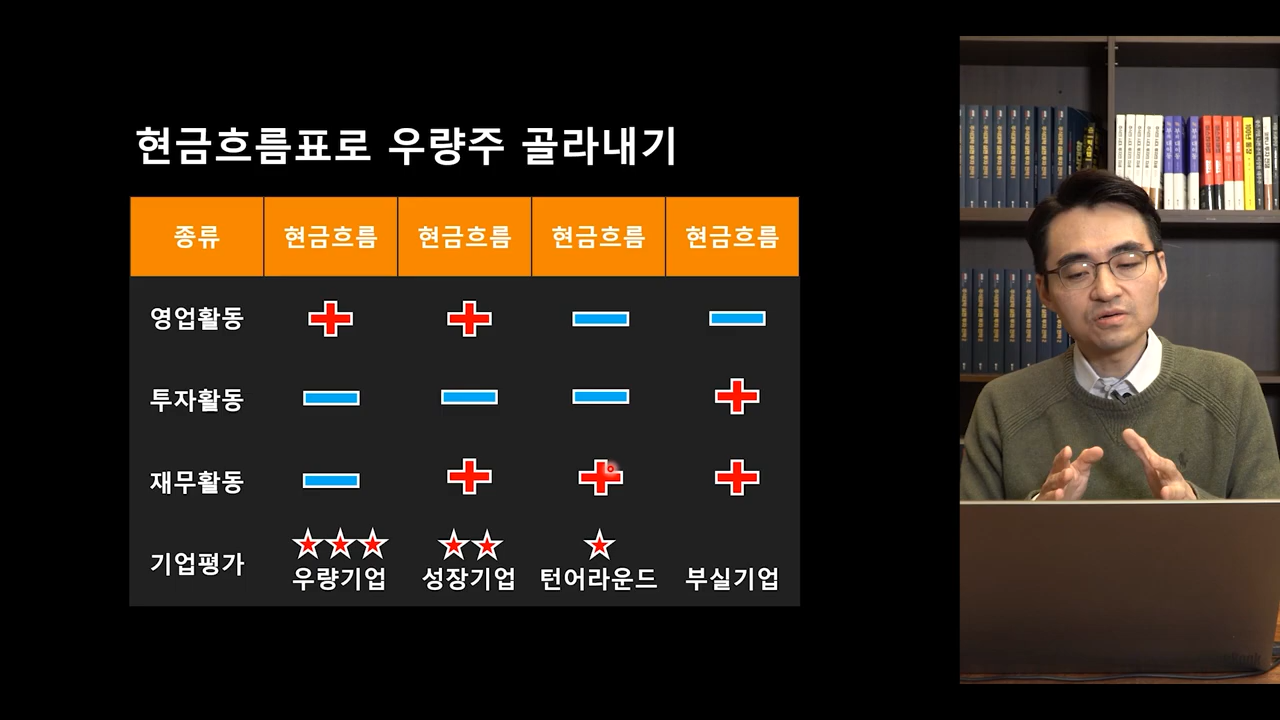 현금흐름표로 우량주 골라내기
종류 현금흐름 현금흐름 현금흐름 현금흐름
영업활동
투자활동
재무활동
기업평가
우량기업 성장기업 턴어라운드 부실기업